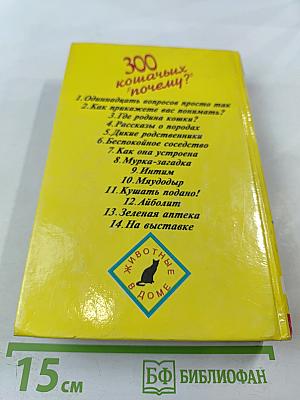 300
кошачьих
"почему?"
1.Одиннадцать вопросов просто так
2.Как прикажете вас понимать?
3.Где родина кошки?
4.Рассказы о породах
5.Дикие родственники
6.Беспокойное соседство
7.Как она устроена
8.Мурка-загадка
9.Интим
10.Мяудодыр
11.Кушать подано!
12.Айболит
13.Зеленая аптека
14.На выставке
ЖИВОТНЫЕ
В ДОМЕ
15 см
БФ БИБЛИОФАН